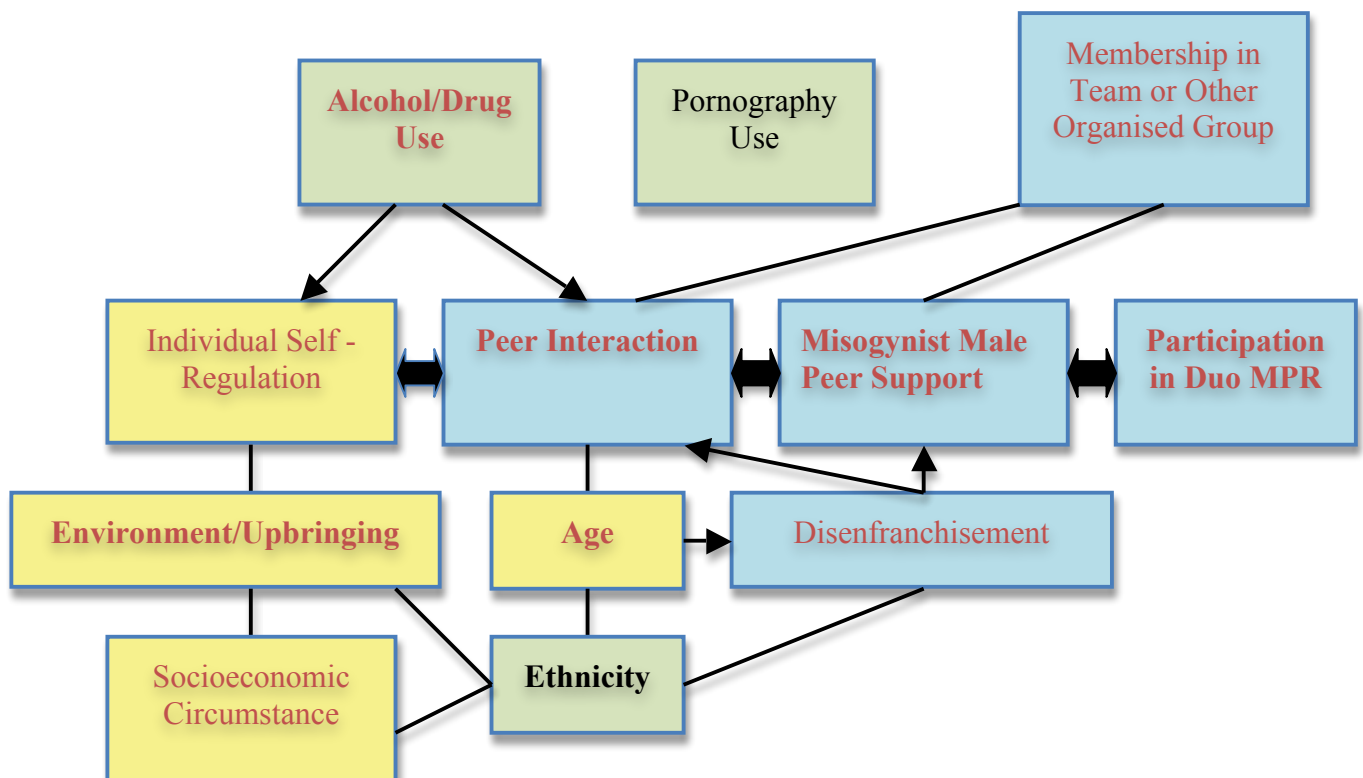 Alcohol/Drug
Use
Pornography
Use
Membership in
Team or Other
Organised Group
Individual Self -
Regulation
Peer Interaction
Misogynist Male
Peer Support
Participation
in Duo MPR
Environment/Upbringing
Age
Disenfranchisement
Socioeconomic
Circumstance
Ethnicity